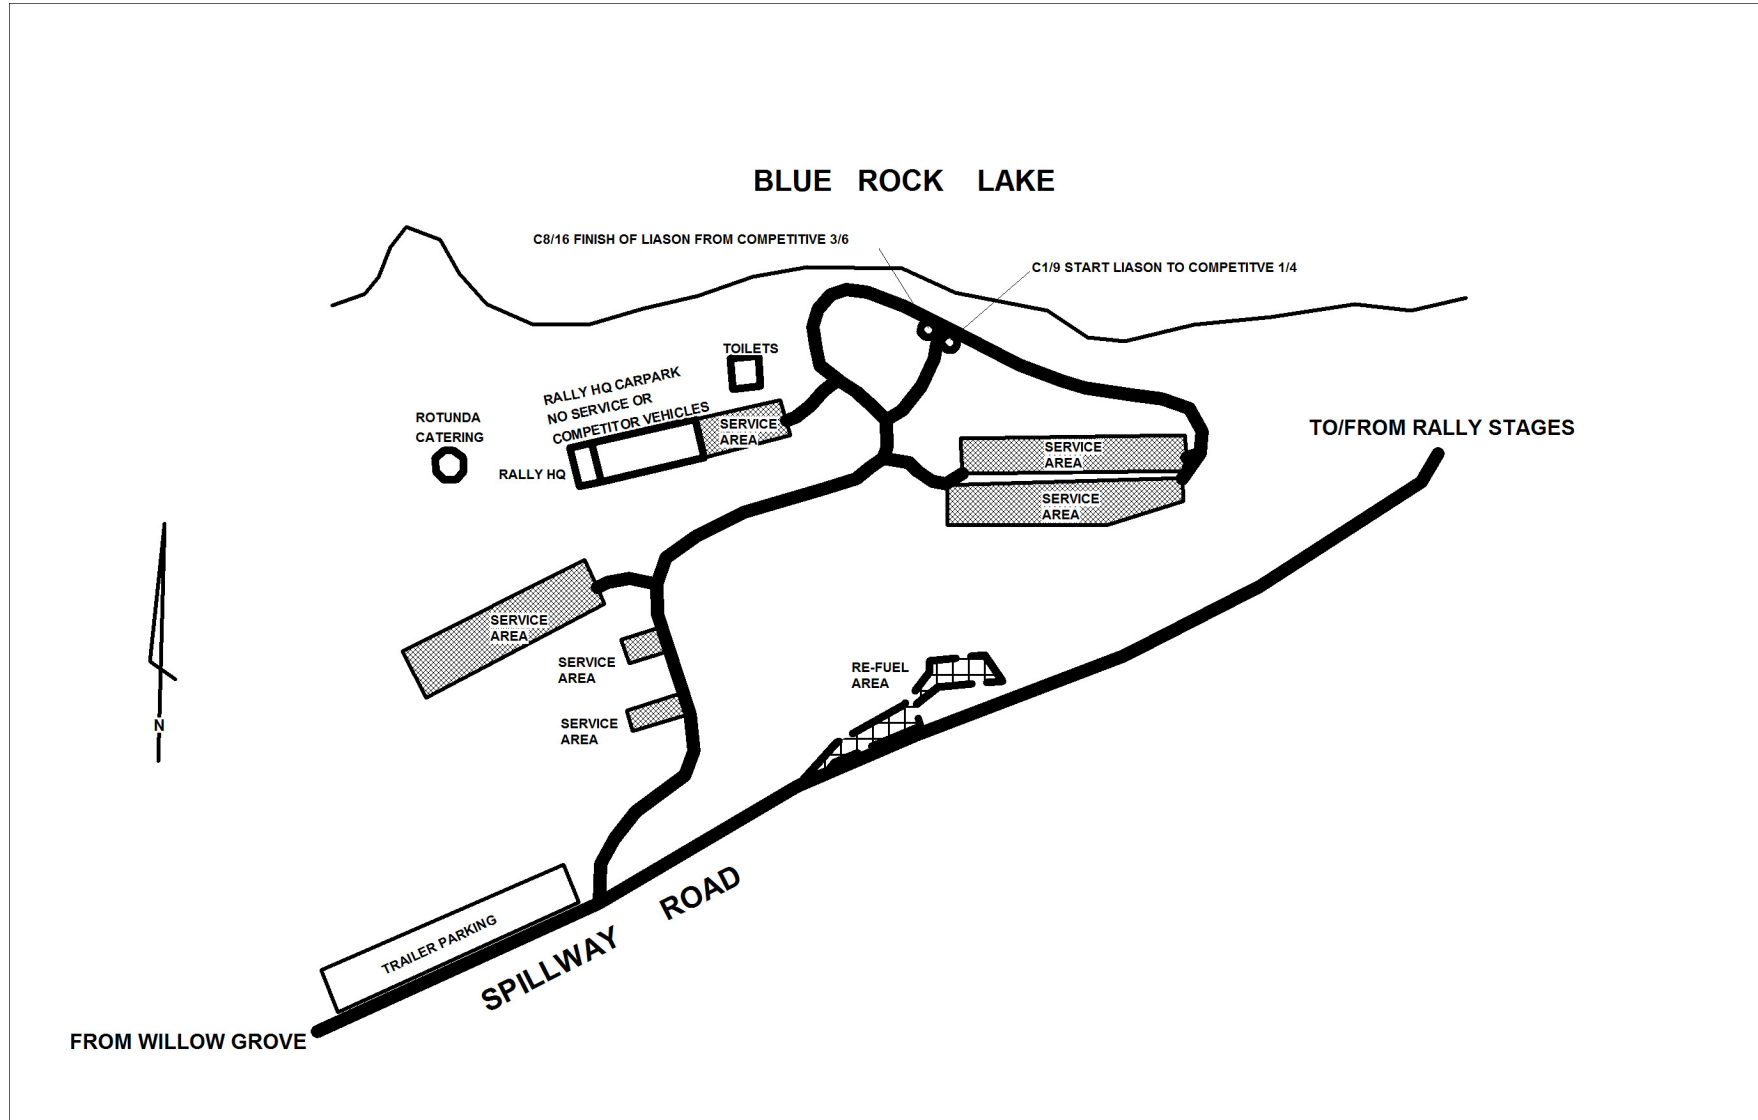 BLUE ROCK LAKE
C8/16 FINISH OF LIASON FROM COMPETITIVE 3/6
C1/9 START LIASON TO COMPETITVE 1/4
TOILETS
RALLY HQ CARPARK
NO SERVICE OR
COMPETITOR VEHICLES
ROTUNDA
CATERING
SERVICE
AREA
RALLY HQ
TO/FROM RALLY STAGES
SERVICE
AREA
SERVICE
AREA
SERVICE
AREA
SERVICE
AREA
RE-FUEL
AREA
SERVICE
AREA
N
TRAILER PARKING
SPILLWAY ROAD
FROM WILLOW GROVE